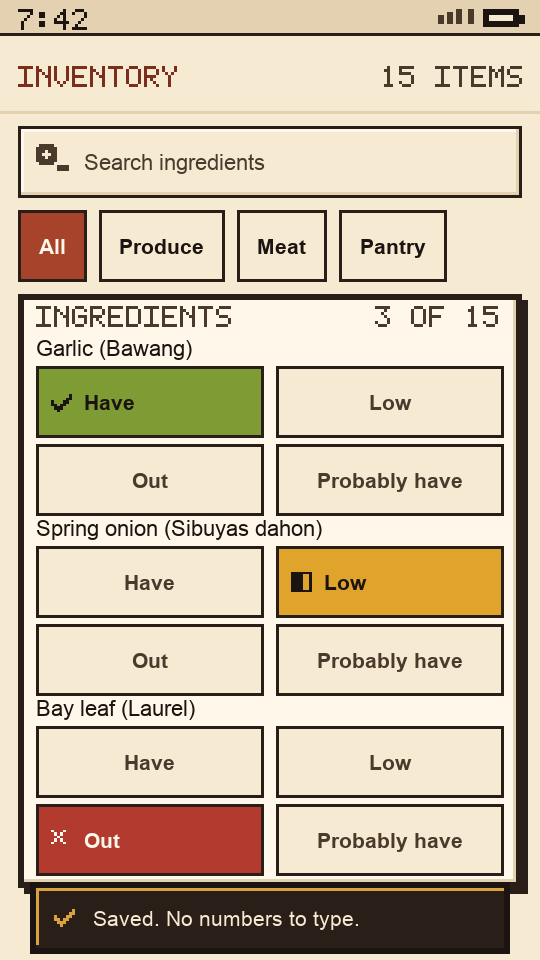 7:42
INVENTORY 15 ITEMS
Search ingredients
All Produce Meat Pantry
INGREDIENTS 3 OF 15
Garlic (Bawang)
Have Low
Out Probably have
Spring onion (Sibuyas dahon)
Have Low
Out Probably have
Bay leaf (Laurel)
Have Low
Out Probably have
Saved. No numbers to type.